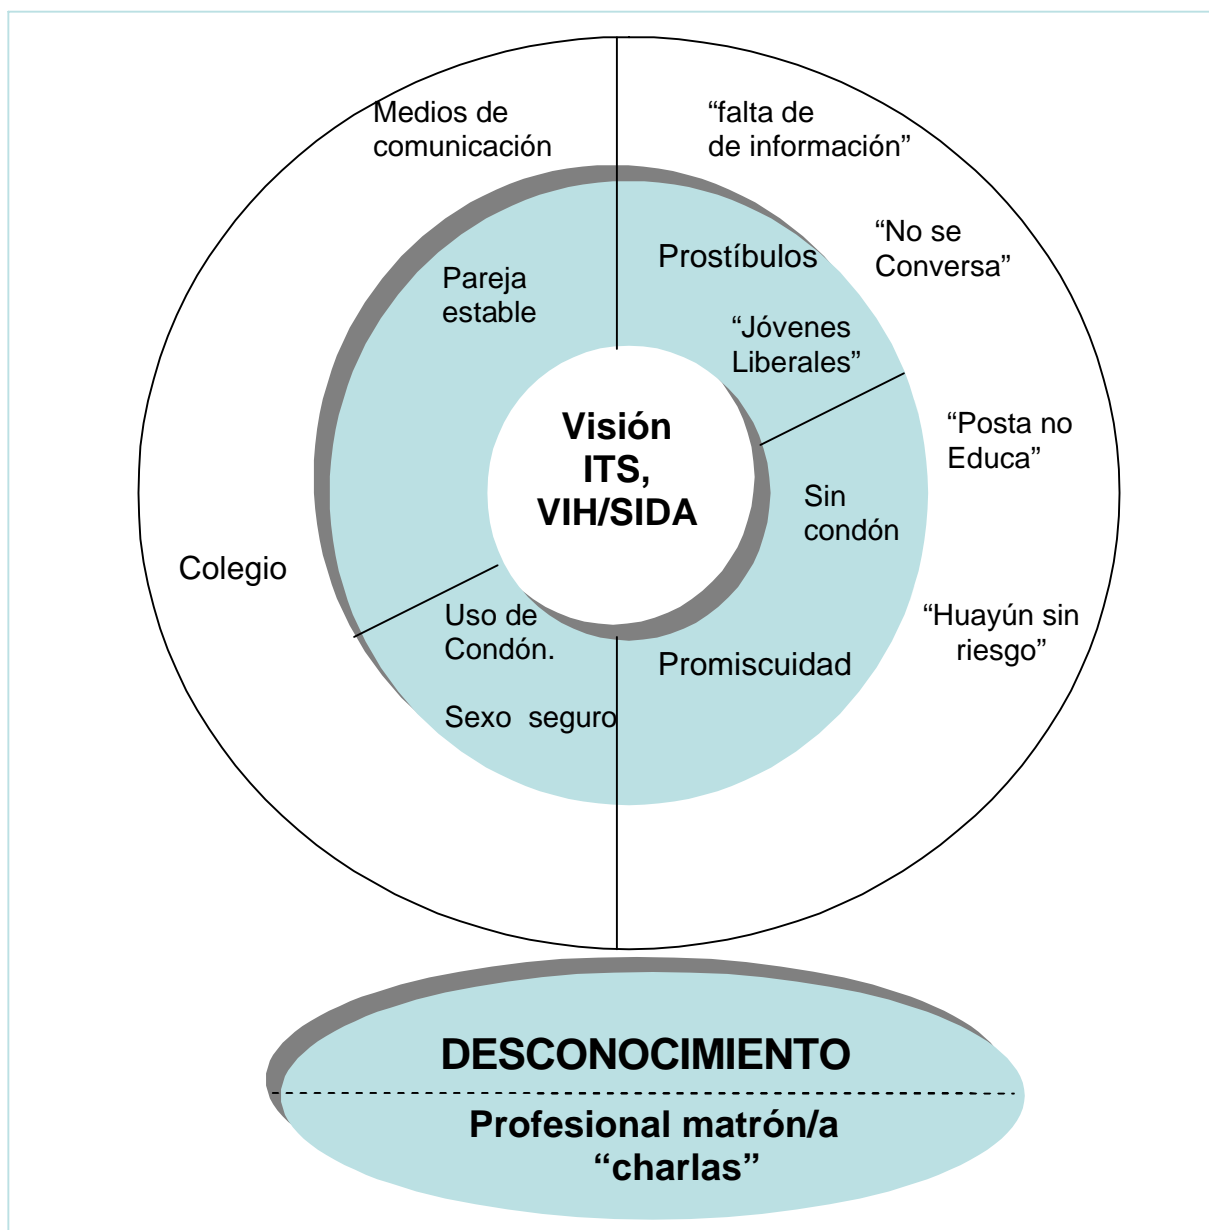 Medios de
comunicación
“falta de
de información”
“No se
Conversa”
Prostíbulos
Pareja
estable
“Jóvenes
Liberales”
Visión
ITS,
VIH/SIDA
“Posta no
Educa”
Sin
condón
Colegio
Uso de
Condón.
“Huayún sin
riesgo”
Promiscuidad
Sexo seguro
DESCONOCIMIENTO
Profesional matrón/a
“charlas”